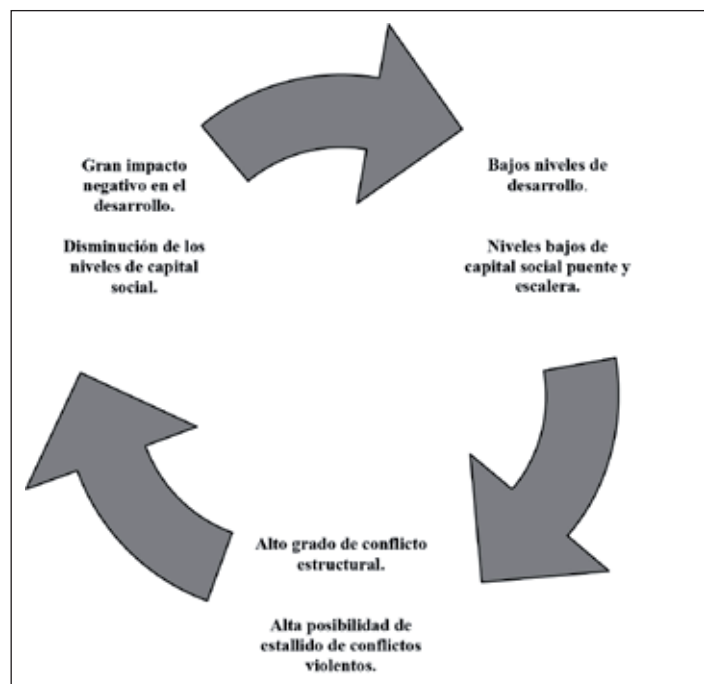 Gran impacto
negativo en el
desarrollo.
Disminución de los
niveles de capital
social.
Bajos niveles de
desarrollo.
Niveles bajos de
capital social puente y
escalera.
Alto grado de conflicto
estructural.
Alta posibilidad de
estallido de conflictos
violentos.